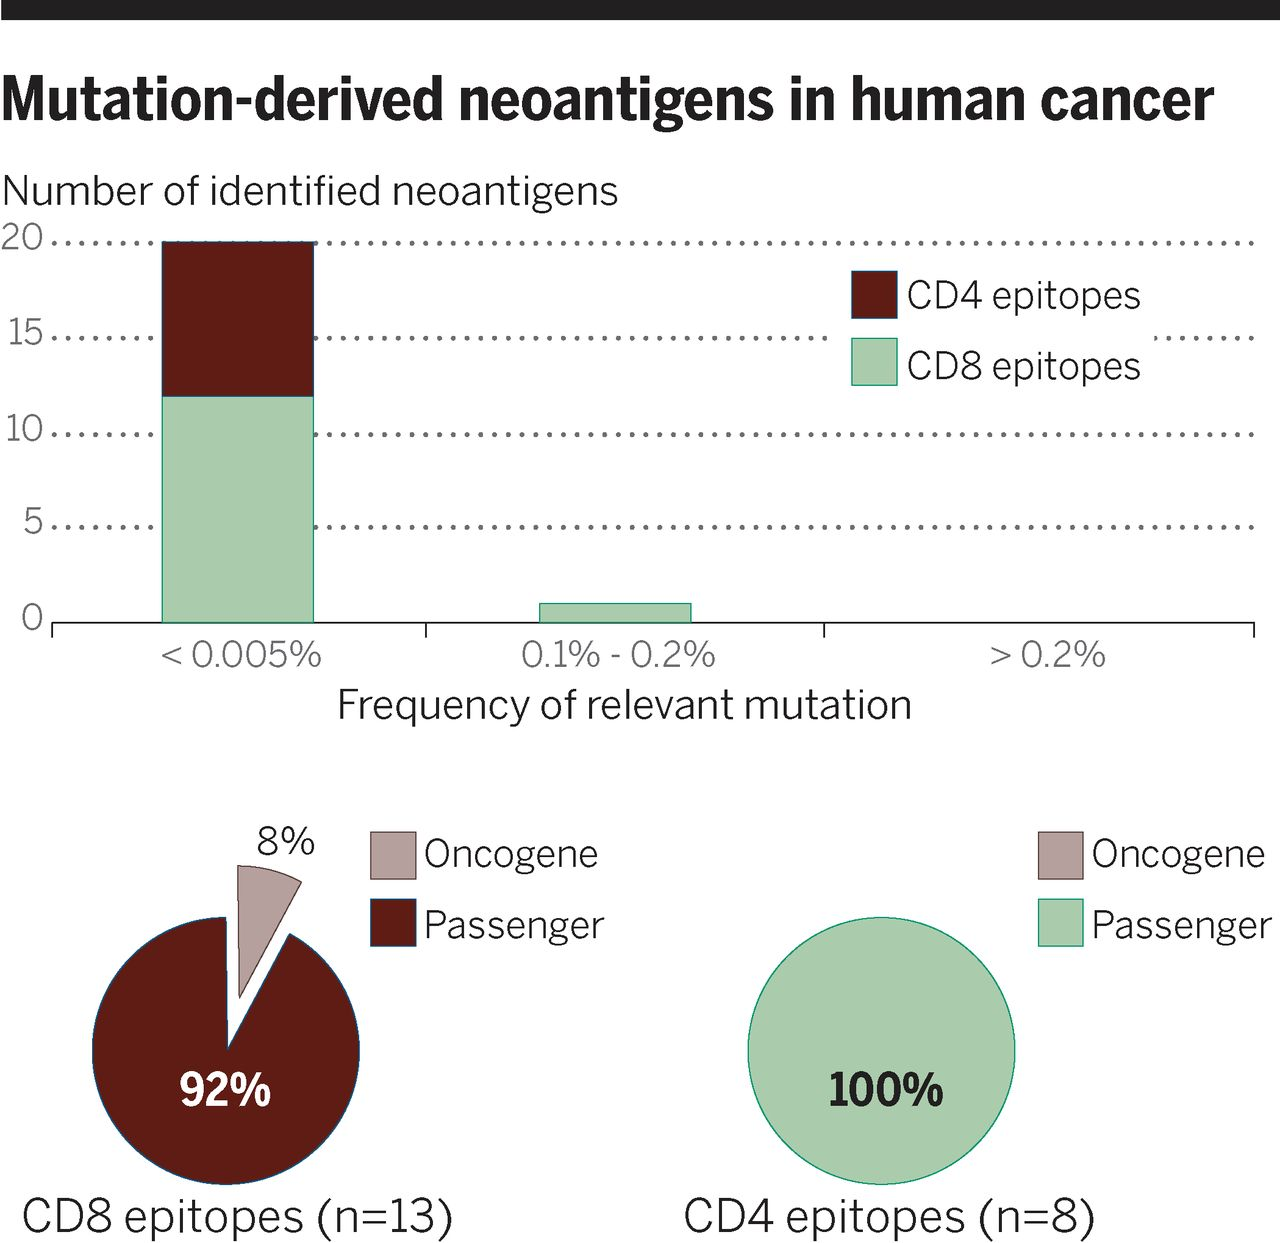 Mutation-derived neoantigens in human cancer
Number of identified neoantigens
20
15
10
5
0
CD4 epitopes
CD8 epitopes
< 0.005%
0.1% - 0.2%
> 0.2%
Frequency of relevant mutation
8%
Oncogene
Passenger
92%
CD8 epitopes (n=13)
Oncogene
Passenger
100%
CD4 epitopes (n=8)